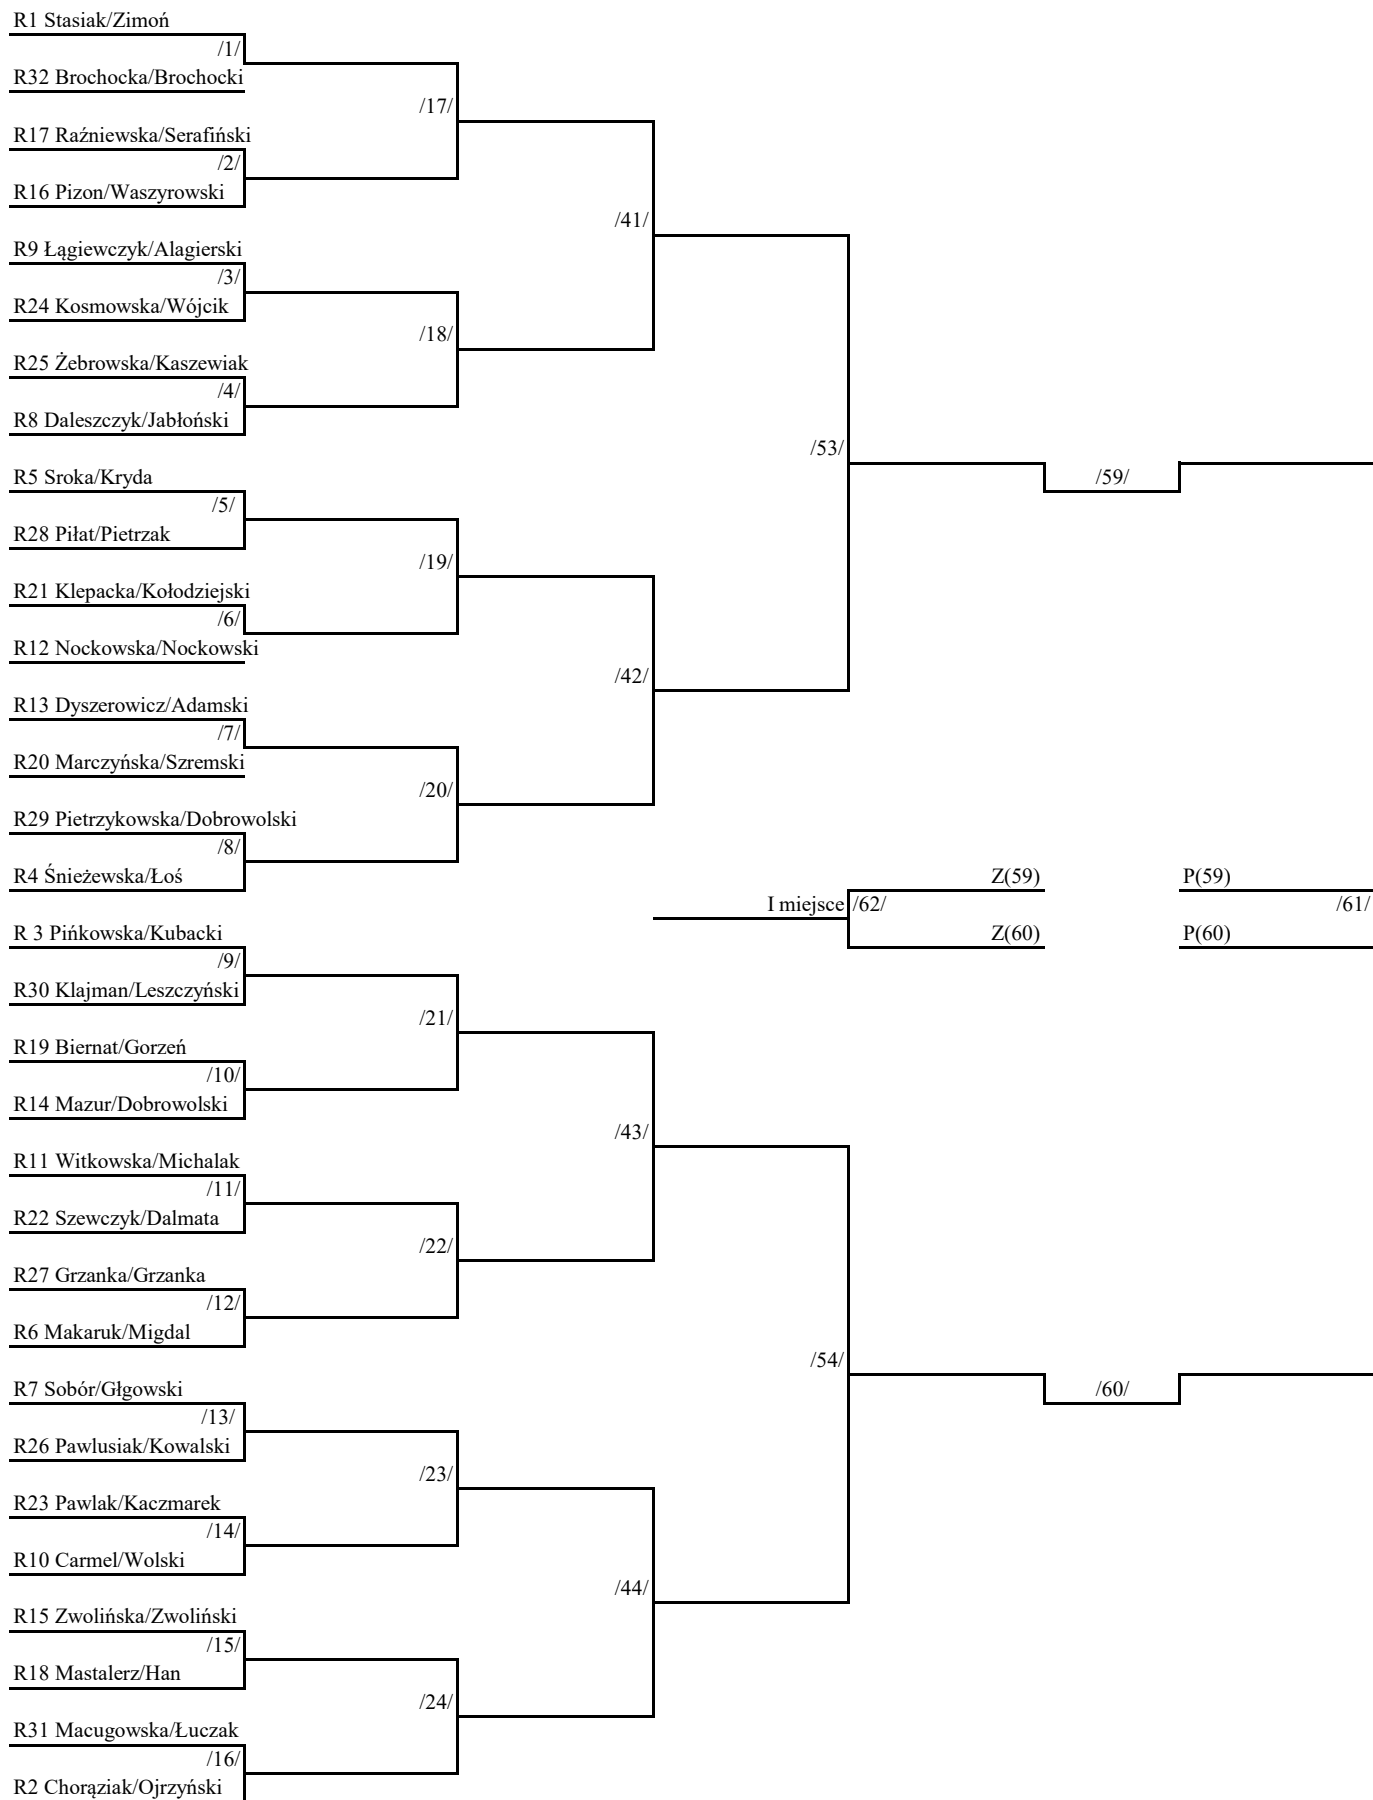 R1 Stasiak/Zimoń
/1/
R32 Brochocka/Brochocki
/17/
R17 Raźniewska/Serafiński
/2/
R16 Pizon/Waszyrowski
/41/
R9 Łągiewczyk/Alagierski
/3/
R24 Kosmowska/Wójcik
/18/
R25 Żebrowska/Kaszewiak
/4/
R8 Daleszczyk/Jabłoński
/53/
R5 Sroka/Kryda
/59/
/5/
R28 Piłat/Pietrzak
/19/
R21 Klepacka/Kołodziejski
/6/
R12 Nockowska/Nockowski
/42/
R13 Dyszerowicz/Adamski
/7/
R20 Marczyńska/Szremski
/20/
R29 Pietrzykowska/Dobrowolski
/8/
R4 Śnieżewska/Łoś
Z(59)
P(59)
I miejsce
/62/
/61/
R 3 Pińkowska/Kubacki
Z(60)
P(60)
/9/
R30 Klajman/Leszczyński
/21/
R19 Biernat/Gorzeń
/10/
R14 Mazur/Dobrowolski
/43/
R11 Witkowska/Michalak
/11/
R22 Szewczyk/Dalmata
/22/
R27 Grzanka/Grzanka
/12/
R6 Makaruk/Migdal
/54/
R7 Sobór/Głgowski
/60/
/13/
R26 Pawlusiak/Kowalski
/23/
R23 Pawlak/Kaczmarek
/14/
R10 Carmel/Wolski
/44/
R15 Zwolińska/Zwoliński
/15/
R18 Mastalerz/Han
/24/
R31 Macugowska/Łuczak
/16/
R2 Chorąziak/Ojrzyński